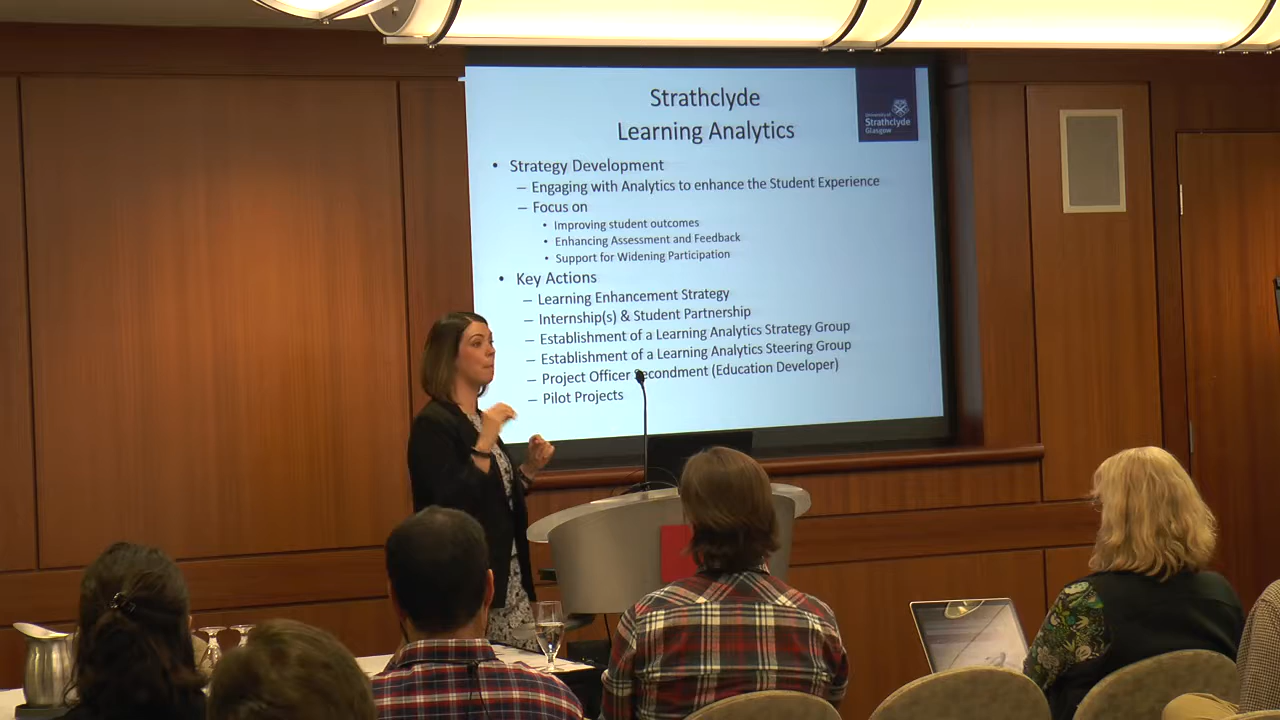 Strathclyde
Learning Analytics
University of
Strathclyde
Glasgow
• Strategy Development
– Engaging with Analytics to enhance the Student Experience
– Focus on
• Improving student outcomes
• Enhancing Assessment and Feedback
• Support for Widening Participation
• Key Actions
– Learning Enhancement Strategy
– Internship(s) & Student Partnership
– Establishment of a Learning Analytics Strategy Group
– Establishment of a Learning Analytics Steering Group
– Project Officer Secondment (Education Developer)
– Pilot Projects